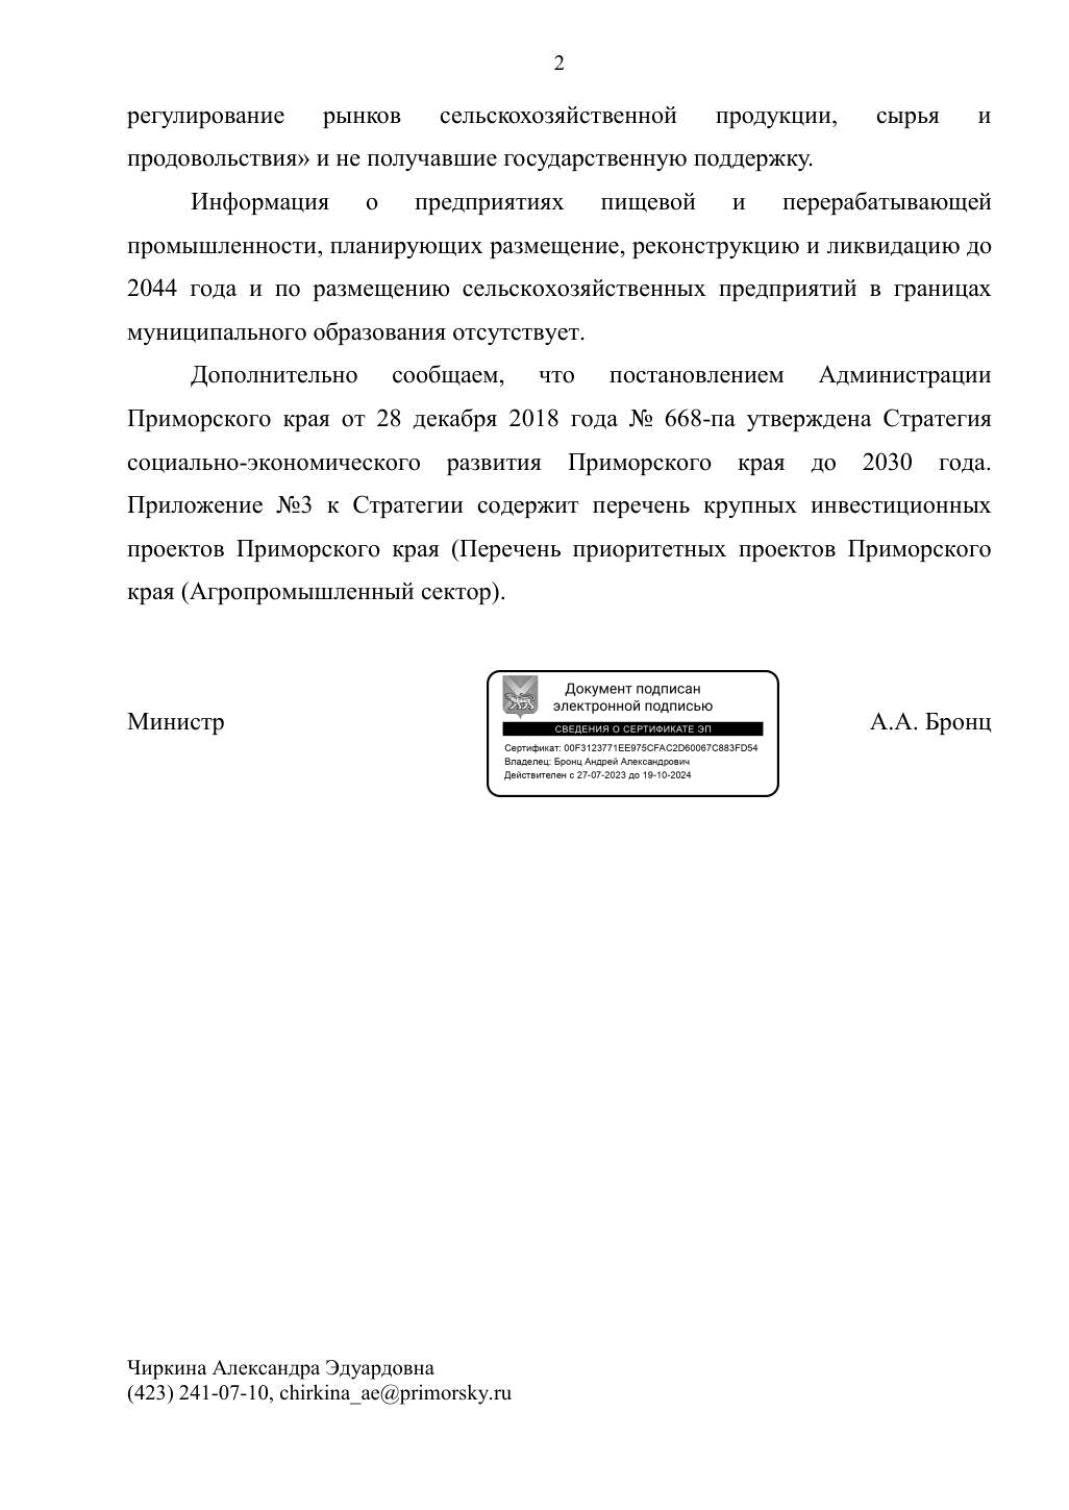 2
регулирование рынков сельскохозяйственной продукции, сырья и
продовольствия» и не получавшие государственную поддержку.
Информация о предприятиях пищевой и перерабатывающей
промышленности, планирующих размещение, реконструкцию и ликвидацию до
2044 года и по размещению сельскохозяйственных предприятий в границах
муниципального образования отсутствует.
Дополнительно сообщаем, что постановлением Администрации
Приморского края от 28 декабря 2018 года № 668-па утверждена Стратегия
социально-экономического развития Приморского края до 2030 года.
Приложение №3 к Стратегии содержит перечень крупных инвестиционных
проектов Приморского края (Перечень приоритетных проектов Приморского
края (Агропромышленный сектор).
Министр
Документ подписан
электронной подписью
СВЕДЕНИЯ О СЕРТИФИКАТЕ ЭП
Сертификат: 00F3123771EE975CFAC2D60067C883FD54
Владелец: Бронц Андрей Александрович
Действителен с 27-07-2023 до 19-10-2024
А.А. Бронц
Чиркина Александра Эдуардовна
(423) 241-07-10, chirkina_ae@primorsky.ru